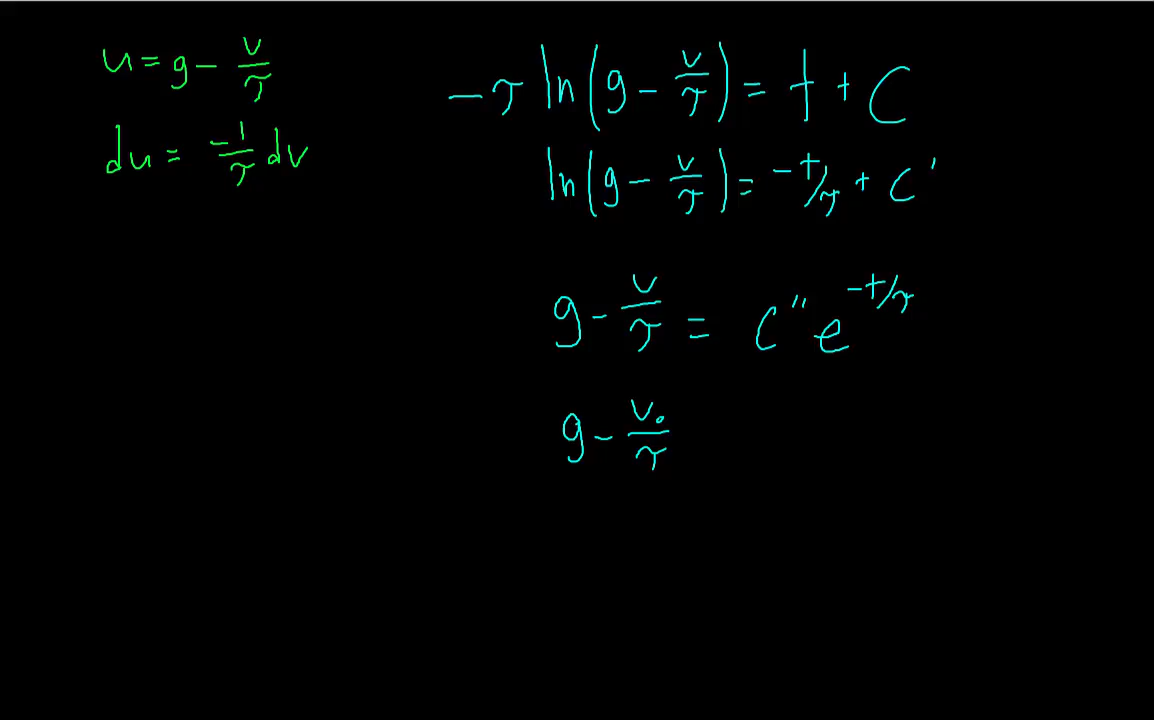 u = g - v/τ
du = -1/τ dv
-τ ln(g - v/τ) = t + C
ln(g - v/τ) = -t/τ + C'
g - v/τ = C'' e^(-t/τ)
g - v₀/τ